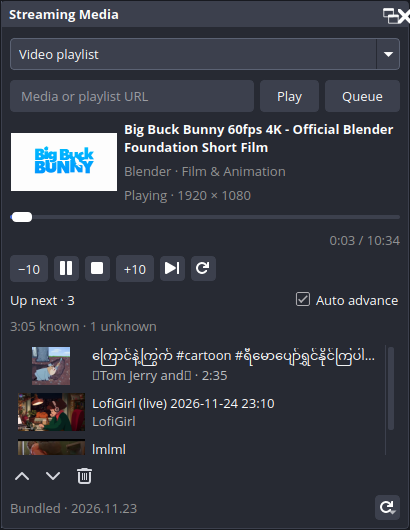 Streaming Media
Video playlist
Media or playlist URL
Play
Queue
Big Buck BUNNY
Big Buck Bunny 60fps 4K - Official Blender
Foundation Short Film
Blender · Film & Animation
Playing · 1920 × 1080
0:03 / 10:34
−10
+10
Up next · 3
Auto advance
3:05 known · 1 unknown
ကြောင်နဲ့ကြွက် #cartoon #ရီမောပျော်ရွှင်နိုင်ကြပါ...
Tom Jerry and · 2:35
LofiGirl (live) 2026-11-24 23:10
LofiGirl
lmlml
Bundled · 2026.11.23